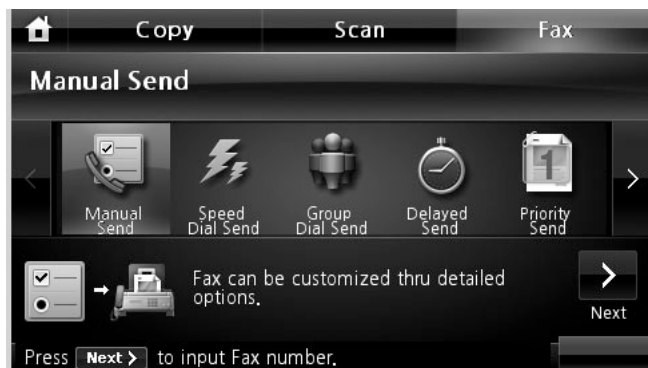 Copy Scan Fax
Manual Send
1
Manual Speed Group Delayed Priority
Send Dial Send Dial Send Send Send
Fax can be customized thru detailed
options.
Next
Press Next > to input Fax number.